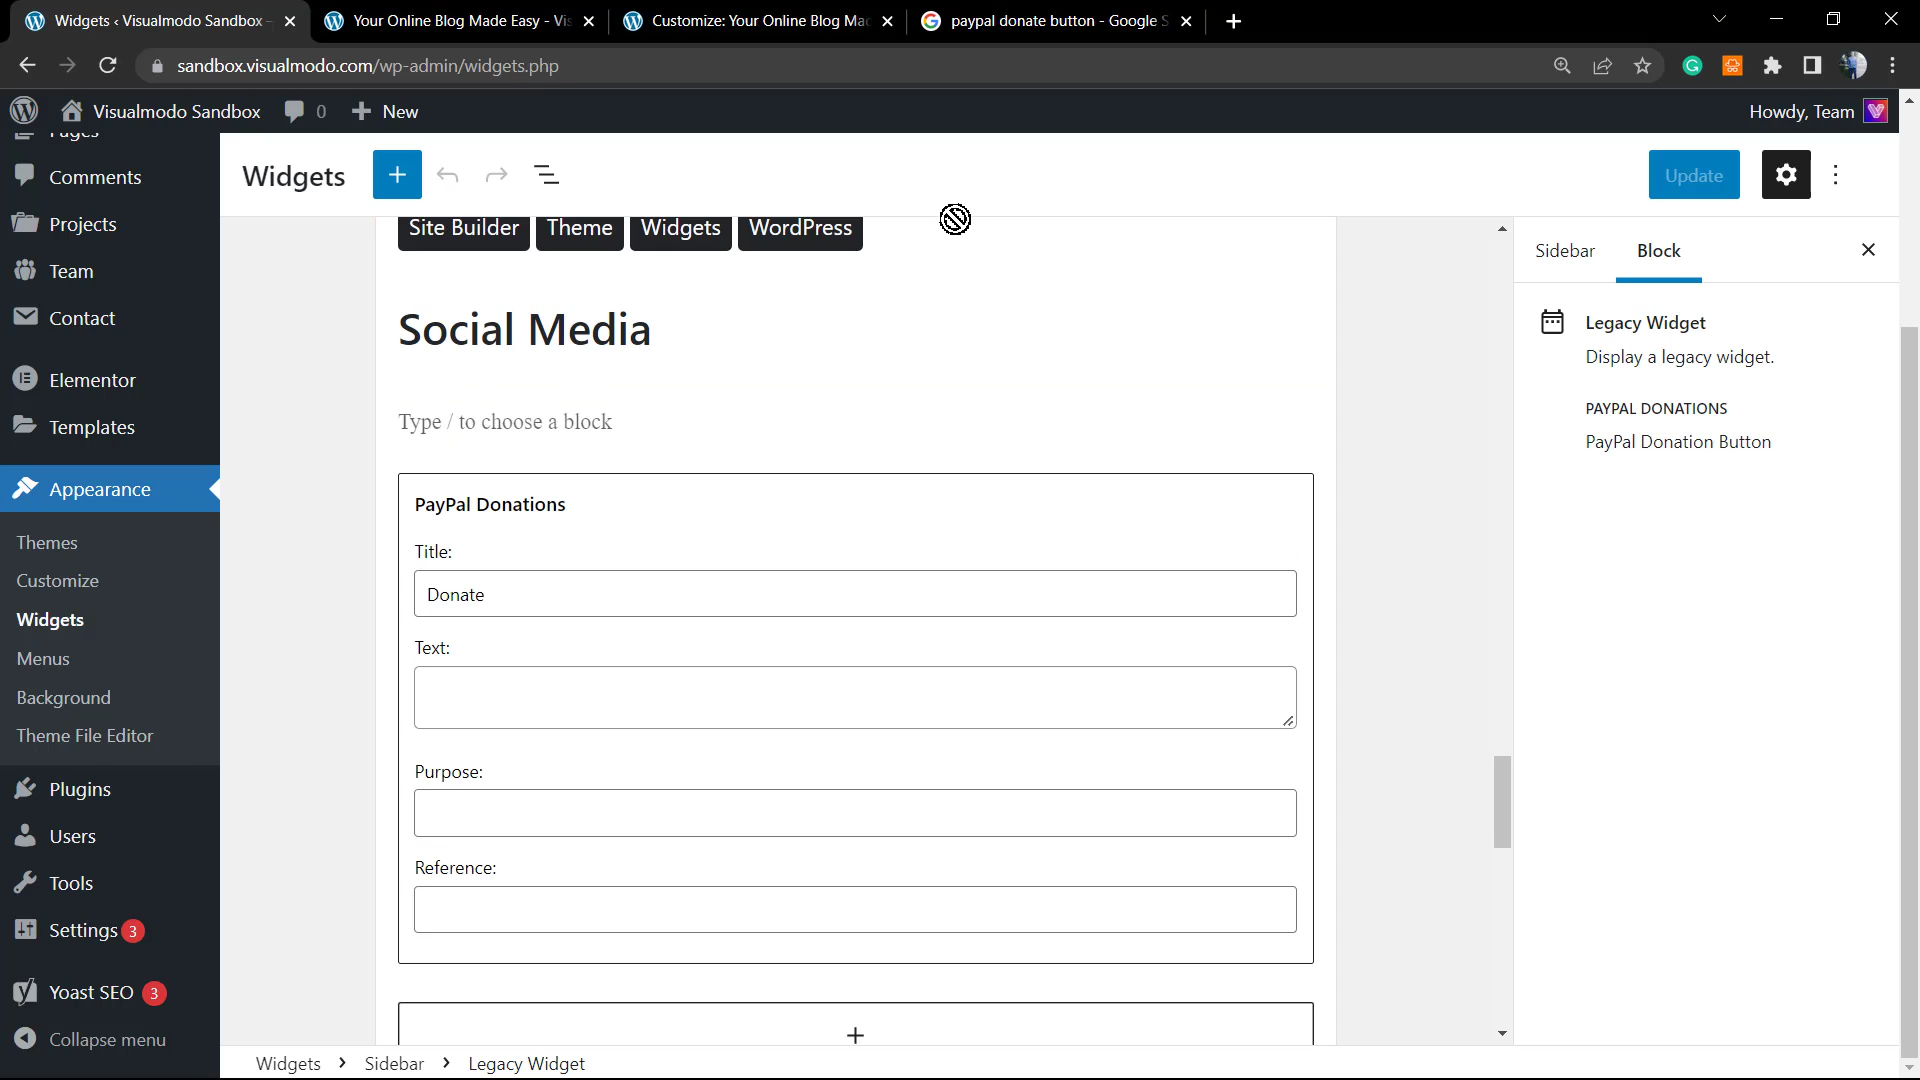 Widgets ‹ Visualmodo Sandbox –
Your Online Blog Made Easy - Vis
Customize: Your Online Blog Mad
paypal donate button - Google S
sandbox.visualmodo.com/wp-admin/widgets.php
Visualmodo Sandbox
0
New
Howdy, Team
Pages
Comments
Projects
Team
Contact
Elementor
Templates
Appearance
Themes
Customize
Widgets
Menus
Background
Theme File Editor
Plugins
Users
Tools
Settings 3
Yoast SEO 3
Collapse menu
Widgets
Update
Site Builder
Theme
Widgets
WordPress
Social Media
Type / to choose a block
PayPal Donations
Title:
Donate
Text:
Purpose:
Reference:
Sidebar
Block
Legacy Widget
Display a legacy widget.
PAYPAL DONATIONS
PayPal Donation Button
Widgets › Sidebar › Legacy Widget